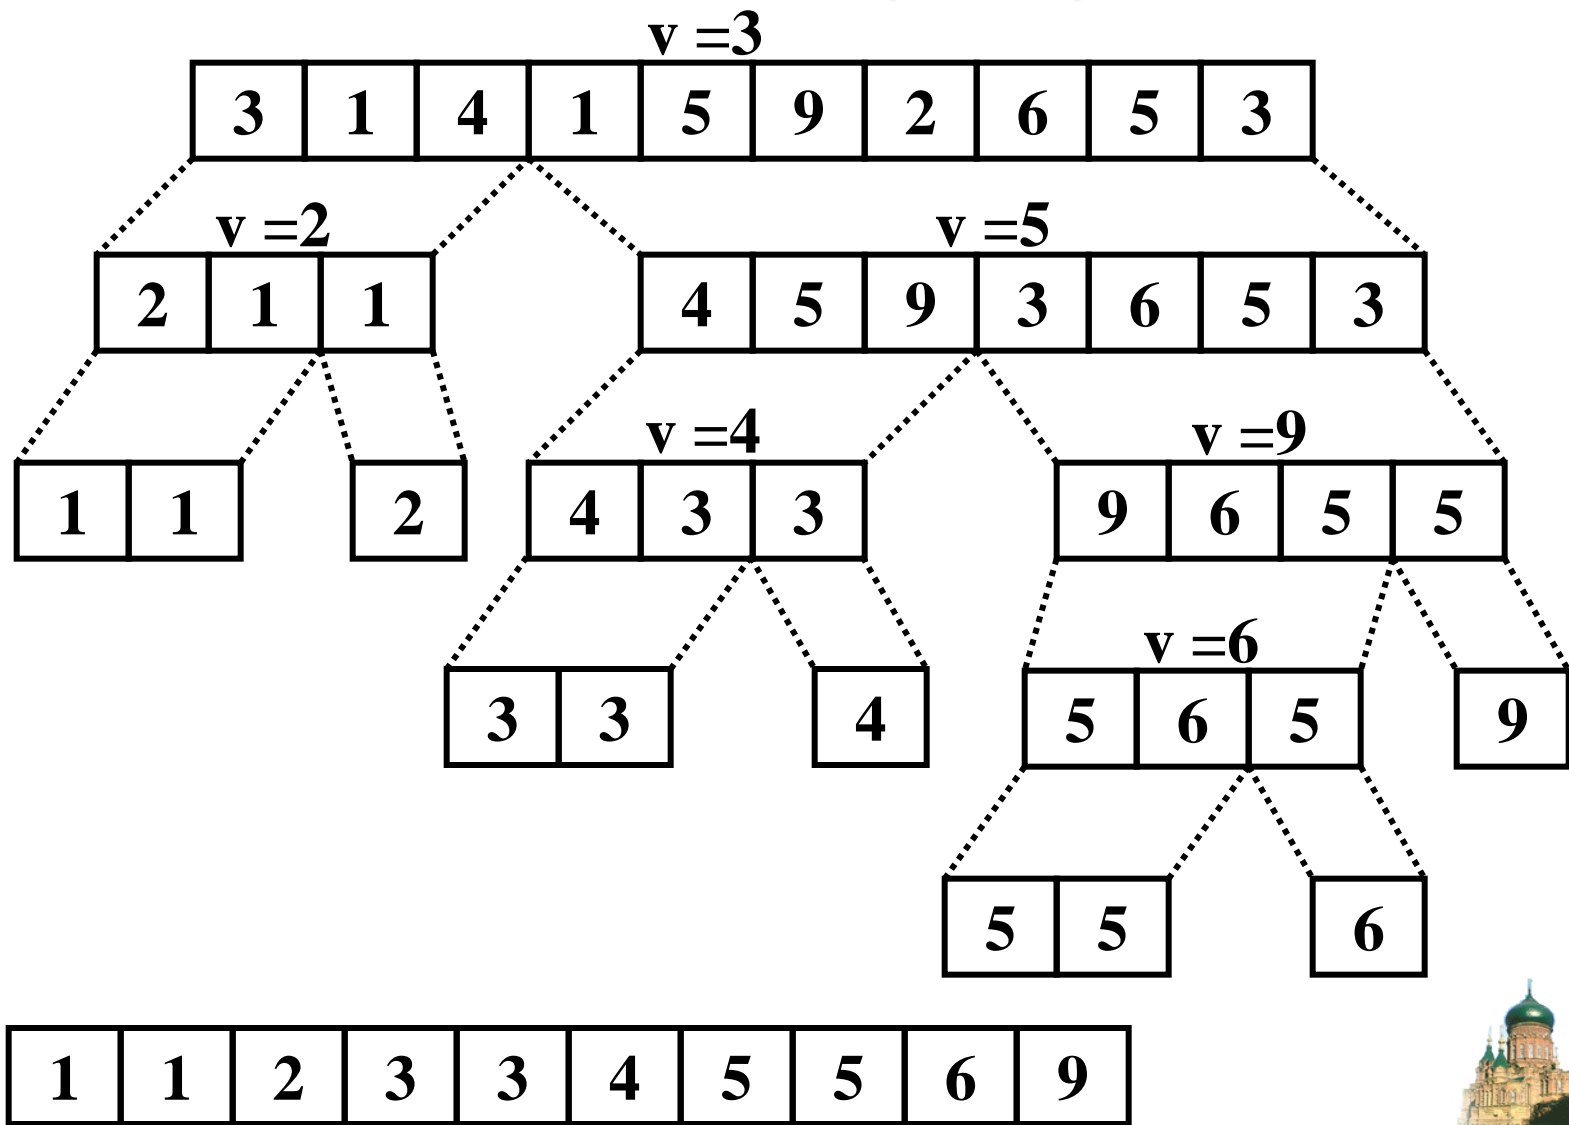 v =3
3 1 4 1 5 9 2 6 5 3
v =2 v =5
2 1 1 4 5 9 3 6 5 3
v =4 v =9
1 1 2 4 3 3 9 6 5 5
v =6
3 3 4 5 6 5 9
5 5 6
1 1 2 3 3 4 5 5 6 9